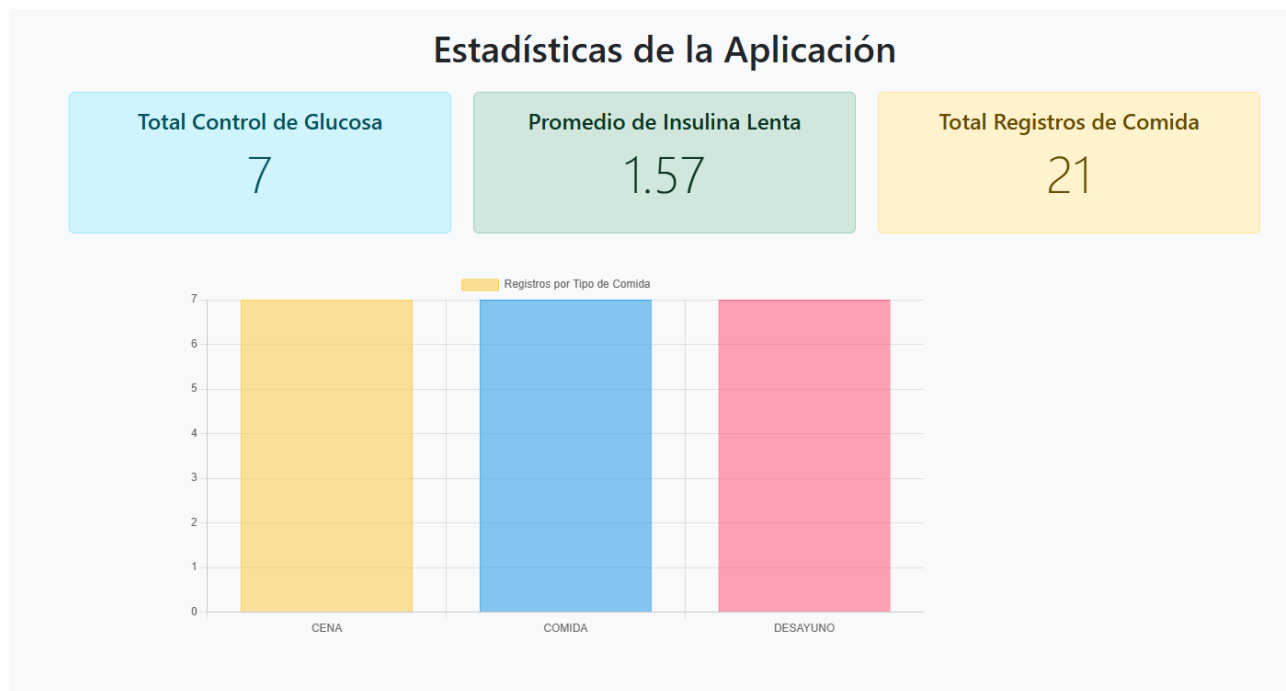 Estadísticas de la Aplicación
Total Control de Glucosa
7
Promedio de Insulina Lenta
1.57
Total Registros de Comida
21
Registros por Tipo de Comida
7
6
5
4
3
2
1
0
CENA
COMIDA
DESAYUNO